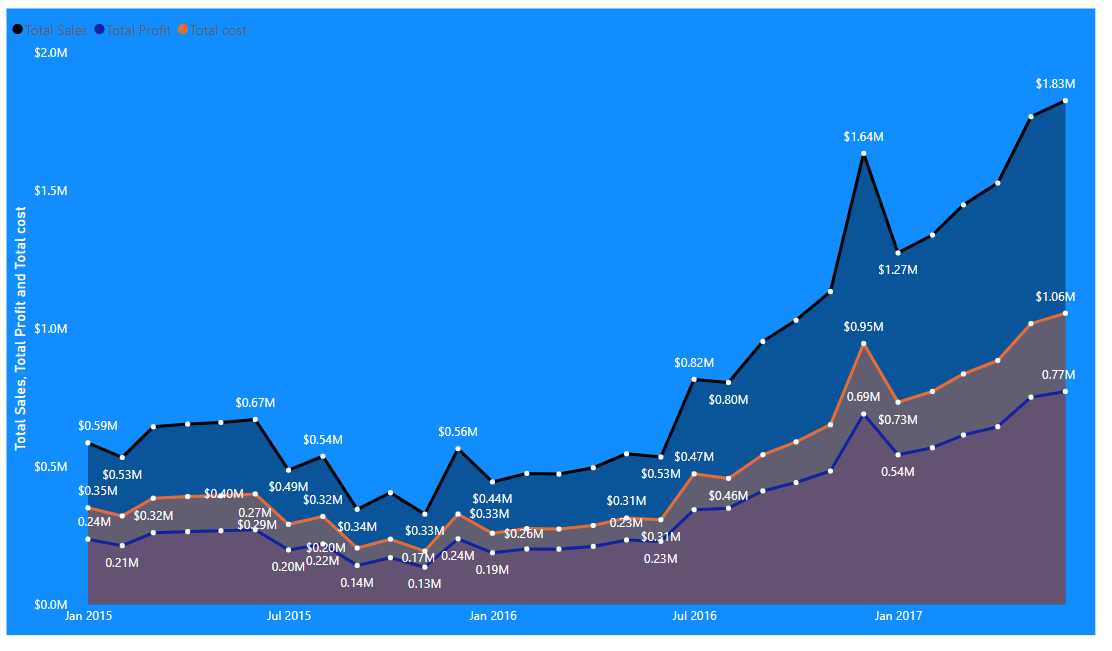 Total Sales Total Profit Total cost
$2.0M
$1.5M
$1.0M
$0.5M
$0.0M
Total Sales, Total Profit and Total cost
$0.59M
$0.53M
$0.67M
$0.49M
$0.54M
$0.34M
$0.33M
$0.56M
$0.44M
$0.53M
$0.82M
$0.80M
$1.64M
$1.27M
$1.83M
$0.35M
$0.32M
$0.40M
$0.29M
$0.32M
$0.20M
$0.33M
$0.26M
$0.31M
$0.31M
$0.47M
$0.46M
$0.95M
$0.73M
$1.06M
0.24M
0.21M
0.27M
0.20M
0.22M
0.14M
0.17M
0.13M
0.24M
0.19M
0.23M
0.23M
0.69M
0.54M
0.77M
Jan 2015
Jul 2015
Jan 2016
Jul 2016
Jan 2017